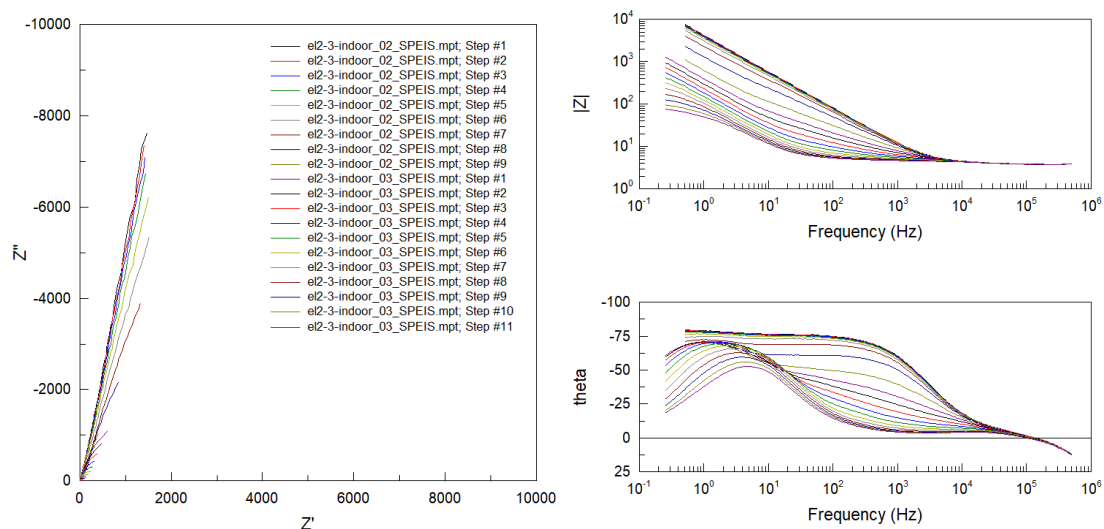 -10000
-8000
-6000
-4000
-2000
0
0
2000
4000
6000
8000
10000
Z''
Z'
el2-3-indoor_02_SPEIS.mpt; Step #1
el2-3-indoor_02_SPEIS.mpt; Step #2
el2-3-indoor_02_SPEIS.mpt; Step #3
el2-3-indoor_02_SPEIS.mpt; Step #4
el2-3-indoor_02_SPEIS.mpt; Step #5
el2-3-indoor_02_SPEIS.mpt; Step #6
el2-3-indoor_02_SPEIS.mpt; Step #7
el2-3-indoor_02_SPEIS.mpt; Step #8
el2-3-indoor_02_SPEIS.mpt; Step #9
el2-3-indoor_03_SPEIS.mpt; Step #1
el2-3-indoor_03_SPEIS.mpt; Step #2
el2-3-indoor_03_SPEIS.mpt; Step #3
el2-3-indoor_03_SPEIS.mpt; Step #4
el2-3-indoor_03_SPEIS.mpt; Step #5
el2-3-indoor_03_SPEIS.mpt; Step #6
el2-3-indoor_03_SPEIS.mpt; Step #7
el2-3-indoor_03_SPEIS.mpt; Step #8
el2-3-indoor_03_SPEIS.mpt; Step #9
el2-3-indoor_03_SPEIS.mpt; Step #10
el2-3-indoor_03_SPEIS.mpt; Step #11
10⁴
10³
10²
10¹
10⁰
|Z|
10⁻¹
10⁰
10¹
10²
10³
10⁴
10⁵
10⁶
Frequency (Hz)
-100
-75
-50
-25
0
25
theta
10⁻¹
10⁰
10¹
10²
10³
10⁴
10⁵
10⁶
Frequency (Hz)